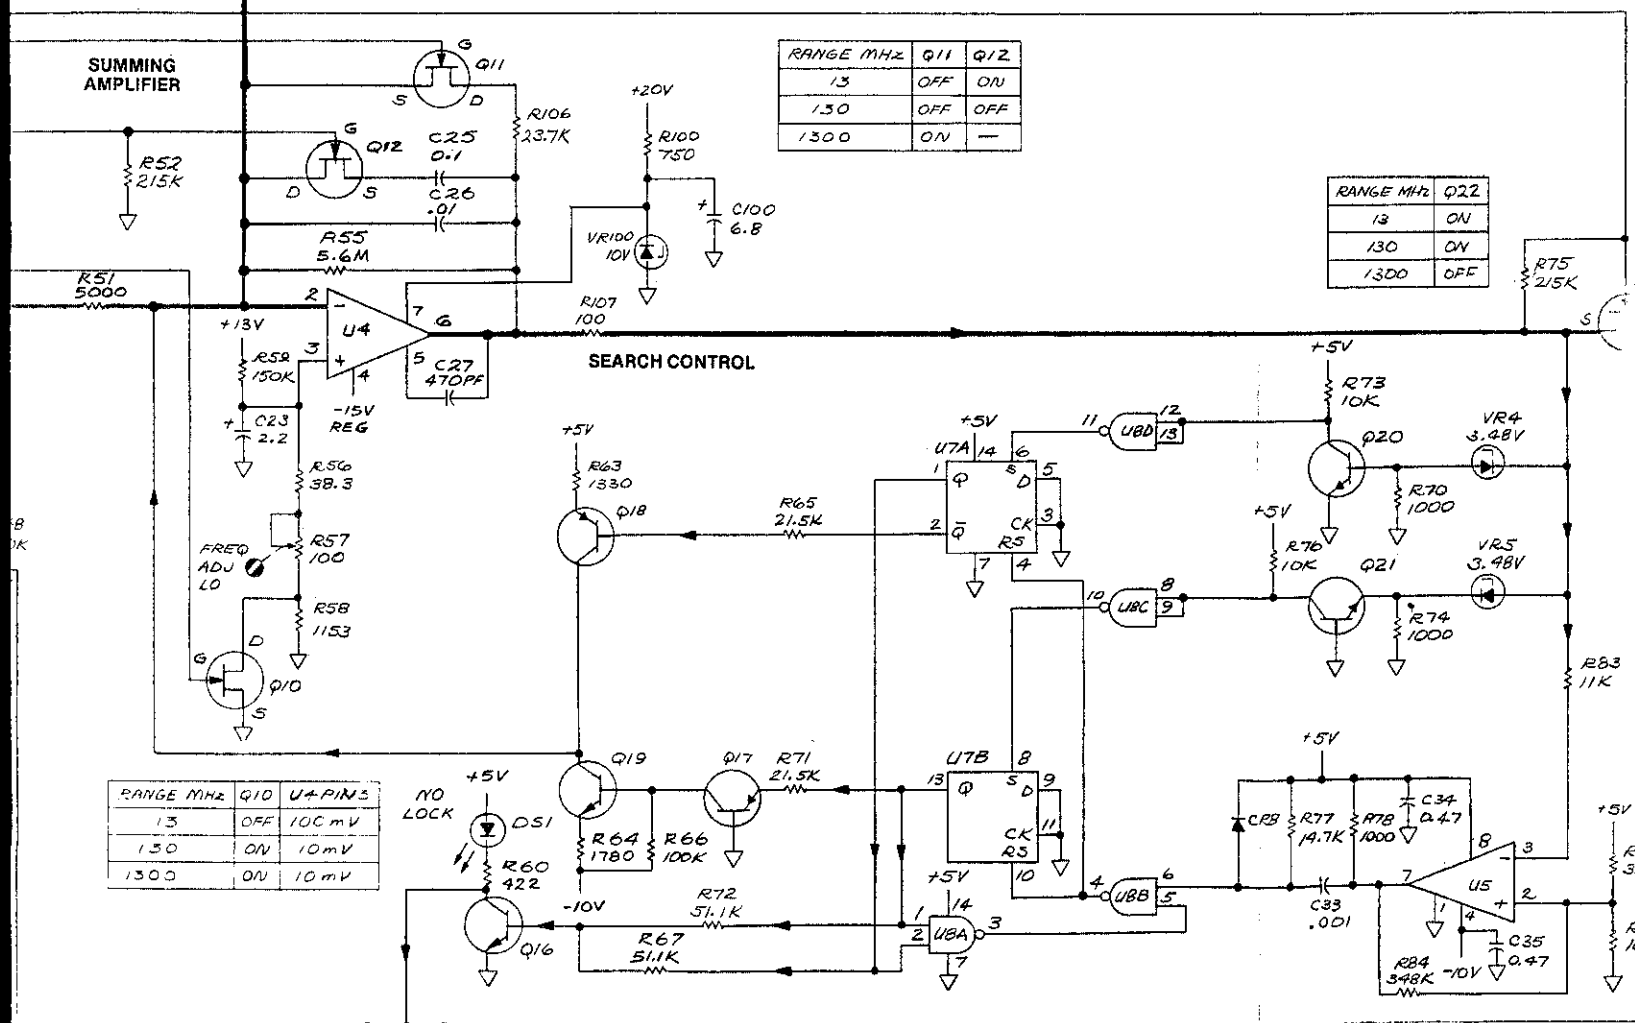 SUMMING
AMPLIFIER
G
Q11
S
D
R106
23.7K
G
Q12
D
S
C25
0.1
C26
.01
R52
215K
R55
5.6M
R51
5000
+20V
R100
750
C100
6.8
+
VR100
10V
RANGE MHz Q11 Q12
13 OFF ON
130 OFF OFF
1300 ON —
RANGE MHz Q22
13 ON
130 ON
1300 OFF
R75
215K
S
2
-
7
U4
6
3
+
5
4
R107
100
C27
470PF
-15V
REG
SEARCH CONTROL
+13V
R59
150K
+
C23
2.2
R56
38.3
R57
100
FREQ
ADJ
LO
R58
1153
D
G
Q10
S
+5V
R63
1330
Q18
R65
21.5K
+5V
U7A
14
1
Q
6
S
D
5
2
Q̅
CK
3
RS
7
4
11
U8D
12
13
+5V
R73
10K
Q20
R70
1000
VR4
3.48V
+5V
R76
10K
Q21
R74
1000
VR5
3.48V
10
U8C
8
9
R83
11K
RANGE MHz Q10 U4 PIN 3
13 OFF 100 mV
130 ON 10 mV
1300 ON 10 mV
NO
LOCK
+5V
DS1
R60
422
Q16
Q19
R64
1780
R66
100K
-10V
Q17
R71
21.5K
R72
51.1K
R67
51.1K
U7B
13
Q
8
S
D
9
CK
11
RS
10
+5V
14
1
2
U8A
3
7
4
U8B
6
5
+5V
CR8
R77
14.7K
R78
1000
C34
0.47
C33
.001
8
7
U5
-
3
+
2
1
4
-10V
C35
0.47
R84
348K
+5V